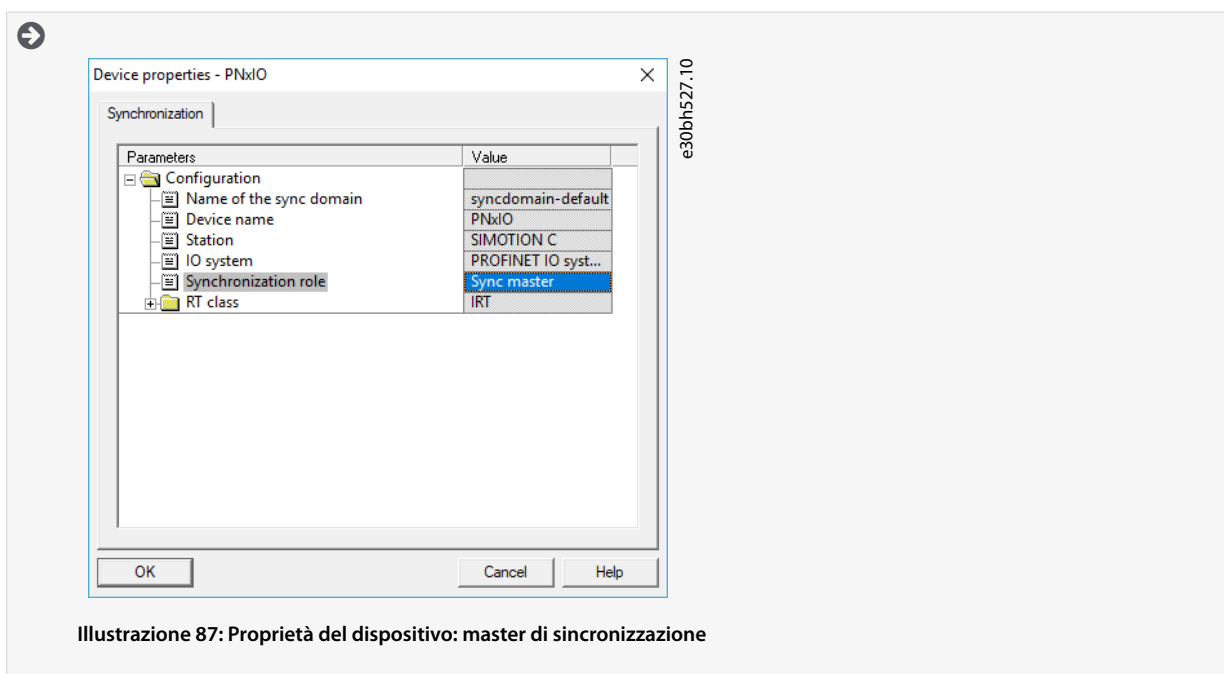 Device properties - PNxIO
e30bh527.10
Synchronization
Parameters Value
Configuration
Name of the sync domain syncdomain-default
Device name PNxIO
Station SIMOTION C
IO system PROFINET IO syst...
Synchronization role Sync master
RT class IRT
OK Cancel Help
Illustrazione 87: Proprietà del dispositivo: master di sincronizzazione